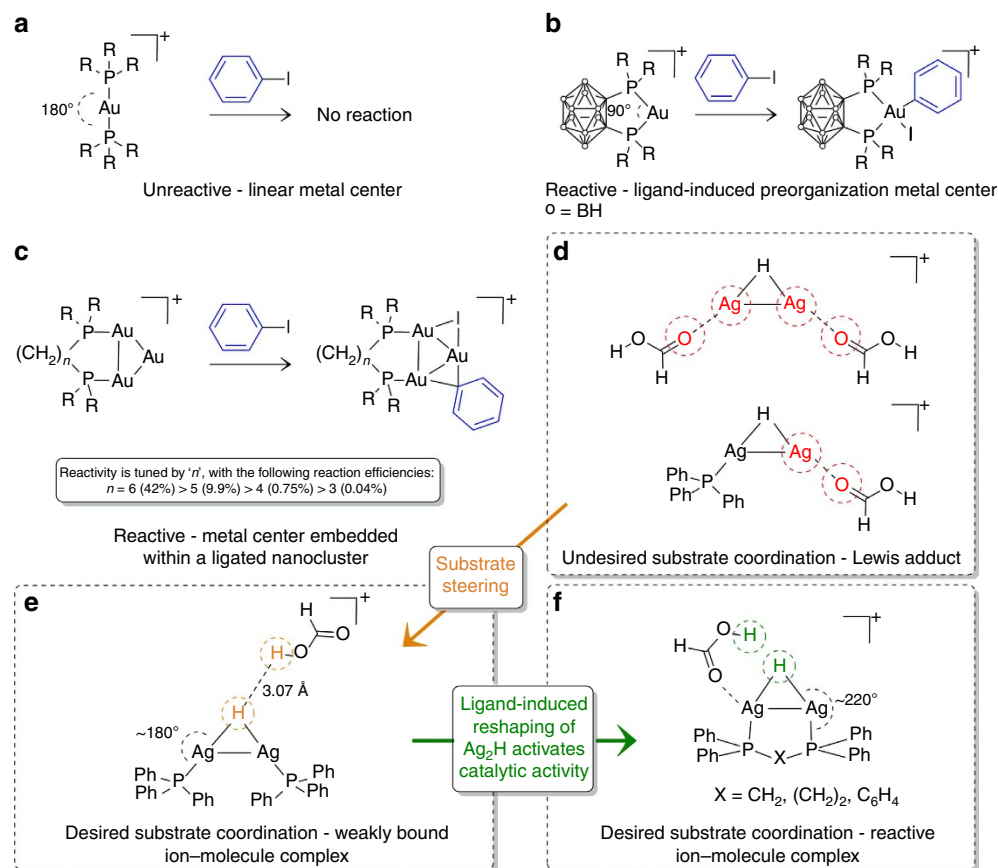 a
R
R
R
P
180°
Au
P
R
R
R
+
I
No reaction
Unreactive - linear metal center
b
R
R
P
90°
Au
P
R
R
+
I
R
R
P
Au
I
P
R
R
+
Reactive - ligand-induced preorganization metal center
o = BH
c
R
R
P
Au
(CH₂)ₙ
Au
P
Au
R
R
+
I
R
R
P
Au
I
(CH₂)ₙ
Au
P
Au
R
R
+
Reactivity is tuned by 'n', with the following reaction efficiencies:
n = 6 (42%) > 5 (9.9%) > 4 (0.75%) > 3 (0.04%)
Reactive - metal center embedded
within a ligated nanocluster
d
+
H
Ag
Ag
HO
O
H
O
O
H
H
+
H
Ag
Ag
P
Ph
Ph
Ph
O
O
H
H
Undesired substrate coordination - Lewis adduct
Substrate
steering
e
+
H
O
H
O
3.07 Å
H
~180°
Ag
Ag
Ph
P
Ph
Ph
P
Ph
Ph
Ph
Desired substrate coordination - weakly bound
ion–molecule complex
Ligand-induced
reshaping of
Ag₂H activates
catalytic activity
f
+
O
H
H
O
H
~220°
Ag
Ag
Ph
Ph
P
P
Ph
Ph
X
X = CH₂, (CH₂)₂, C₆H₄
Desired substrate coordination - reactive
ion–molecule complex